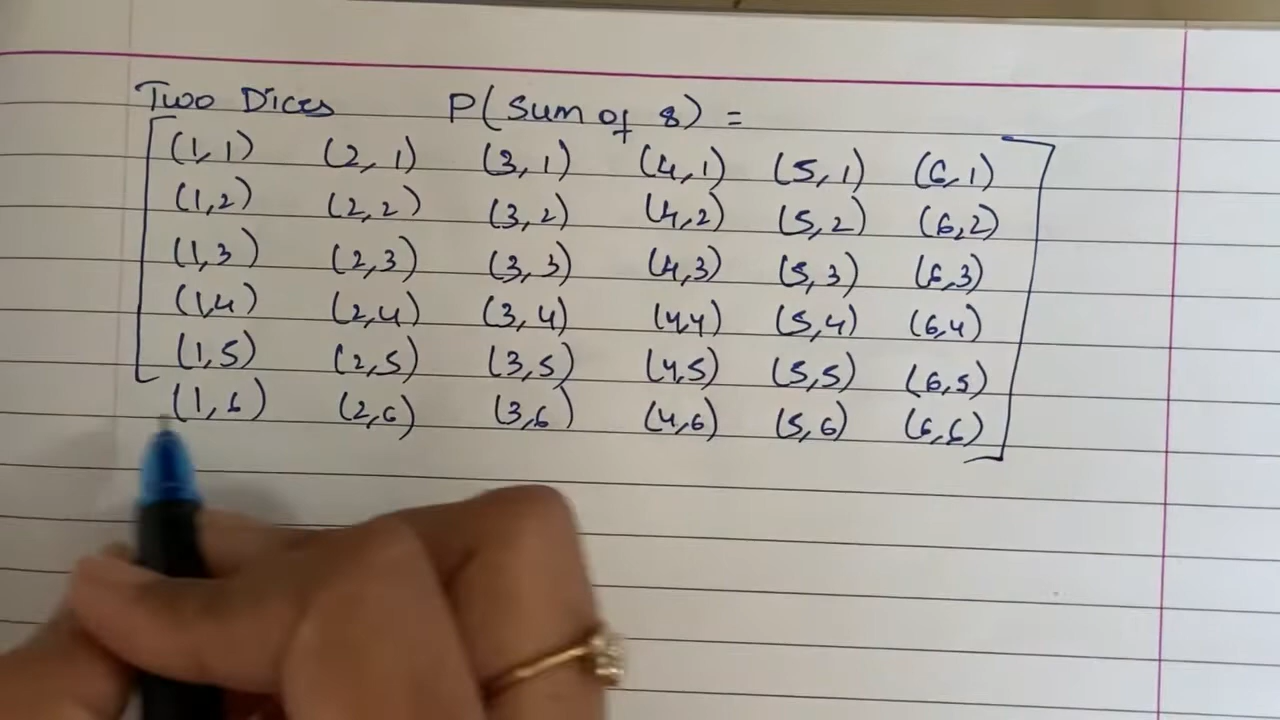 Two Dices P(Sum of 8) =
(1,1) (2,1) (3,1) (4,1) (5,1) (6,1)
(1,2) (2,2) (3,2) (4,2) (5,2) (6,2)
(1,3) (2,3) (3,3) (4,3) (5,3) (6,3)
(1,4) (2,4) (3,4) (4,4) (5,4) (6,4)
(1,5) (2,5) (3,5) (4,5) (5,5) (6,5)
(1,6) (2,6) (3,6) (4,6) (5,6) (6,6)